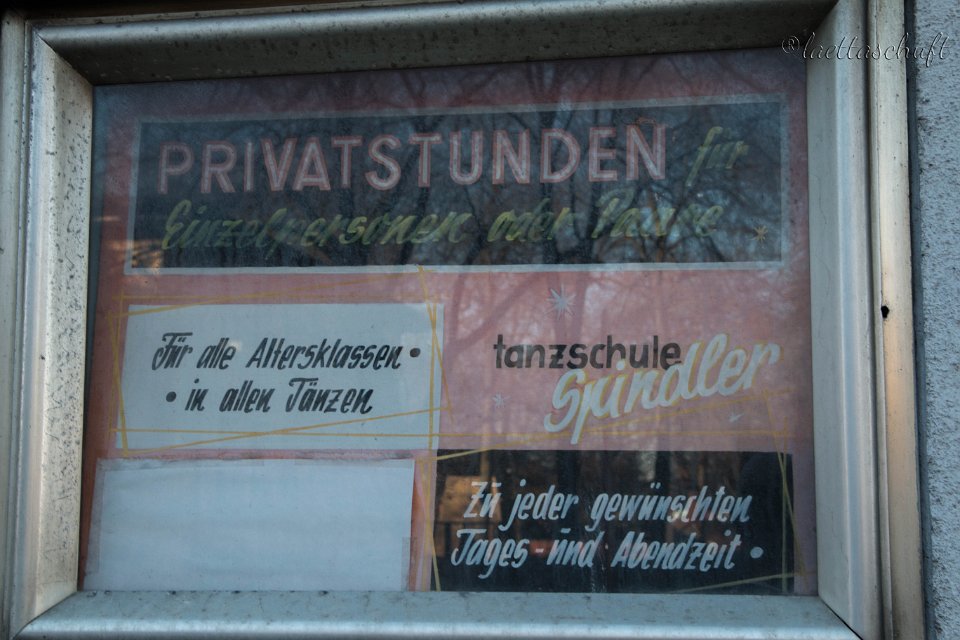 ©laettaschuft
PRIVATSTUNDEN für
Einzelpersonen oder Paare
Für alle Altersklassen •
• in allen Tänzen
tanzschule
Spindler
Zu jeder gewünschten
Tages- und Abendzeit •